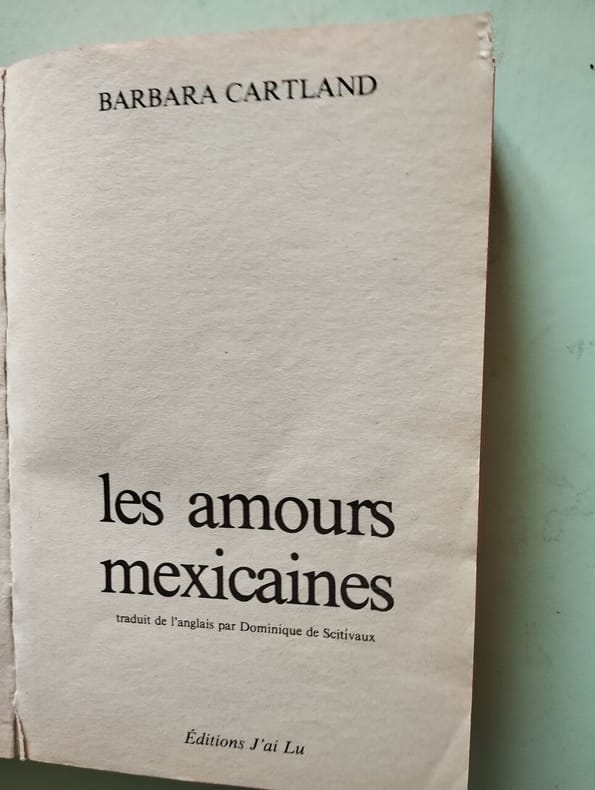 BARBARA CARTLAND
les amours
mexicaines
traduit de l'anglais par Dominique de Scitivaux
Éditions J'ai Lu